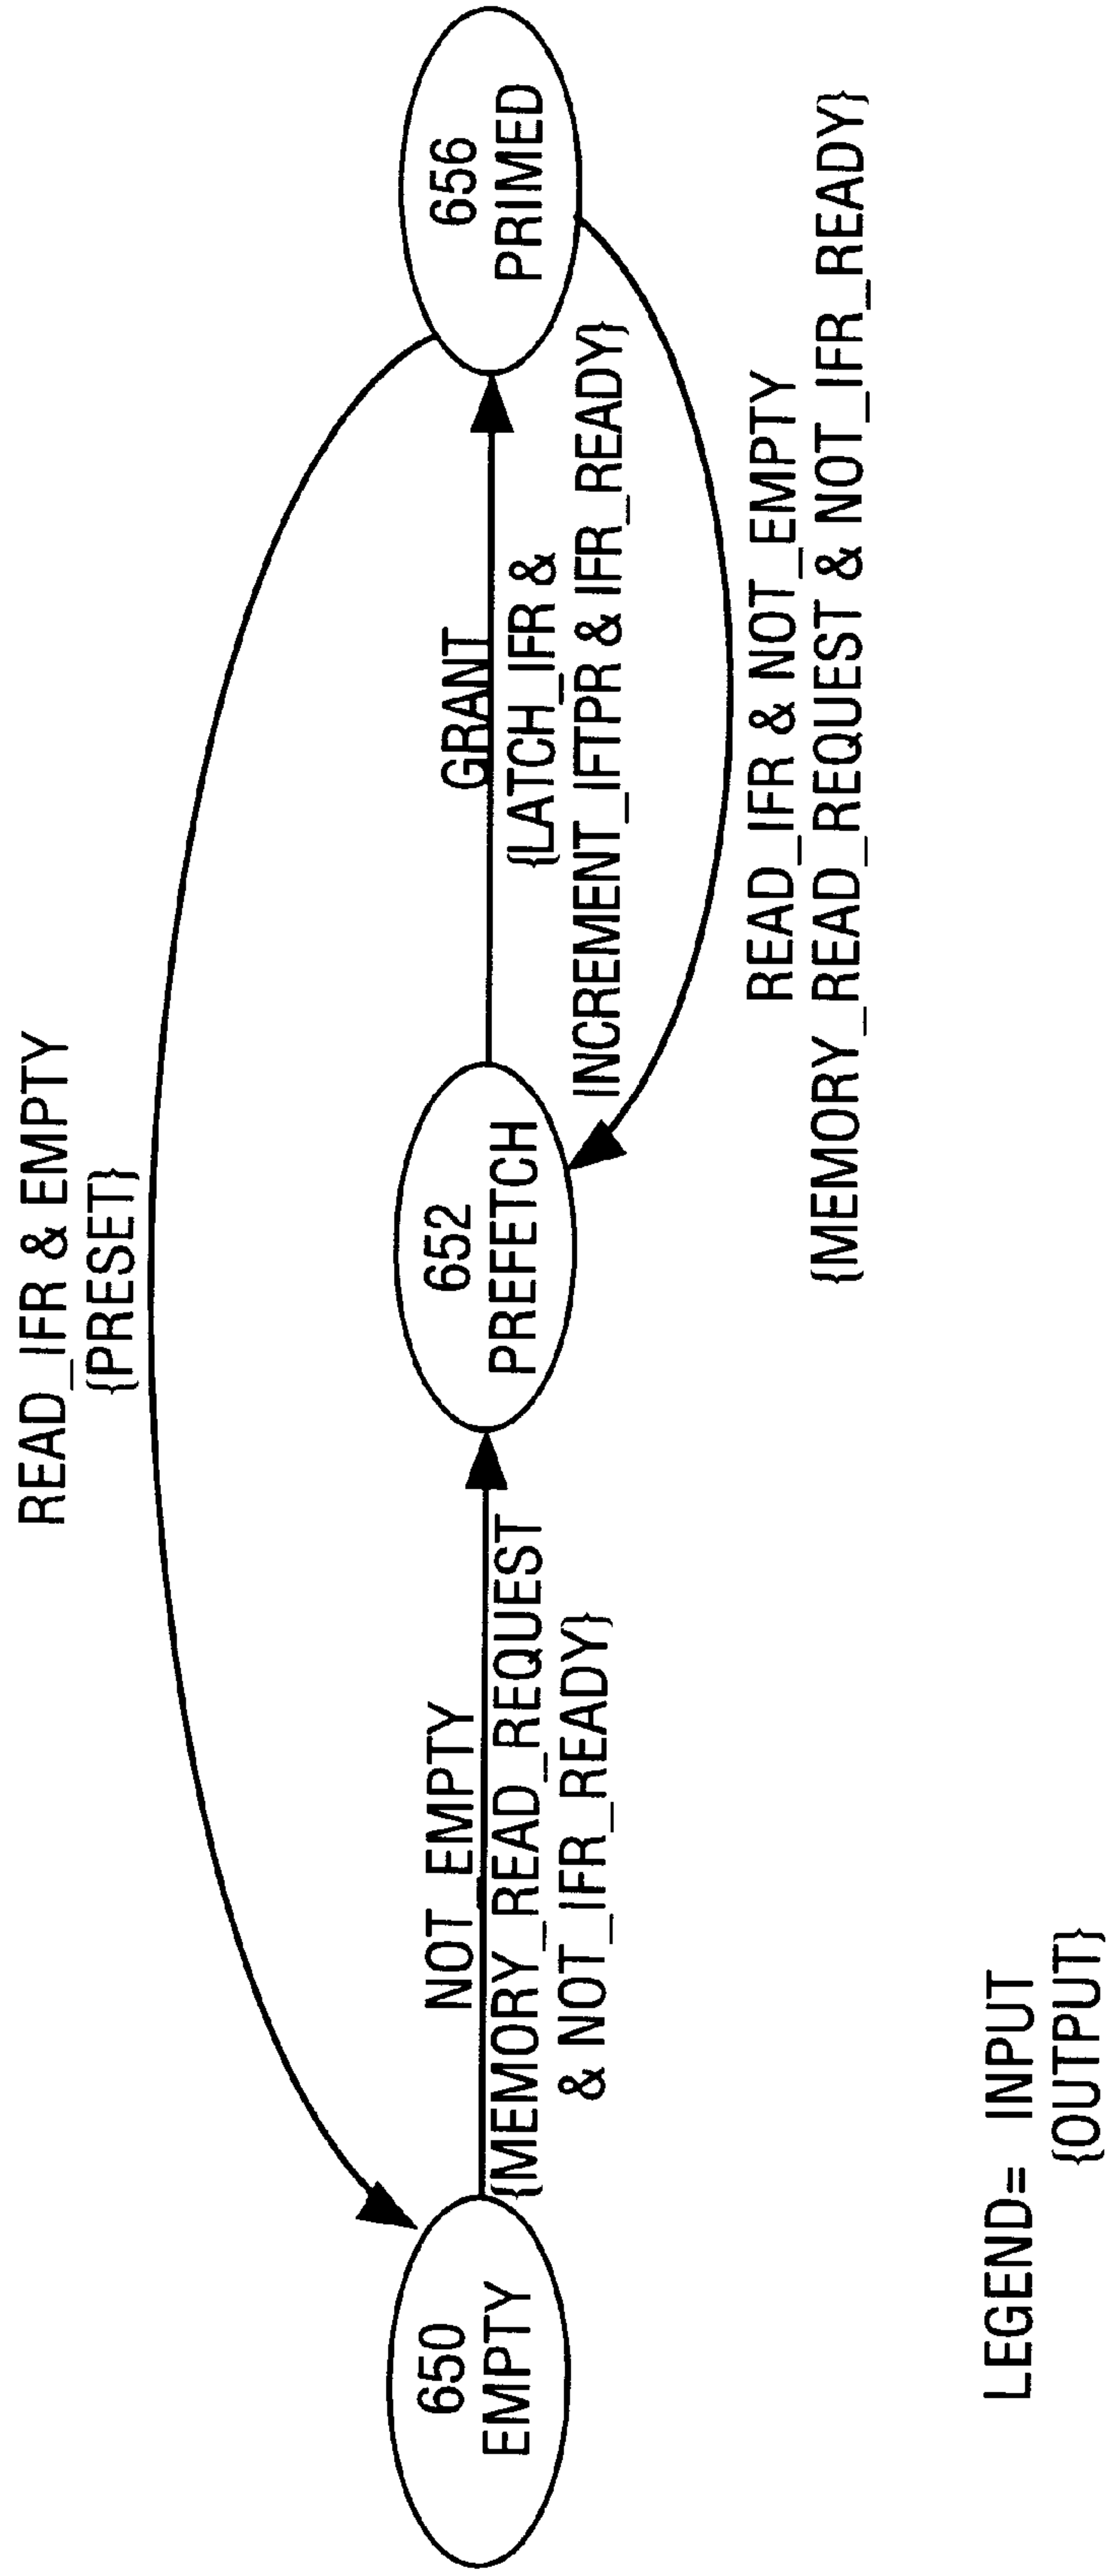 READ_IFR & EMPTY
{PRESET}
650
EMPTY
NOT_EMPTY
{MEMORY_READ_REQUEST
& NOT_IFR_READY}
652
PREFETCH
GRANT
{LATCH_IFR &
INCREMENT_IFTPR & IFR_READY}
656
PRIMED
READ_IFR & NOT_EMPTY
{MEMORY_READ_REQUEST & NOT_IFR_READY}
LEGEND= INPUT
{OUTPUT}